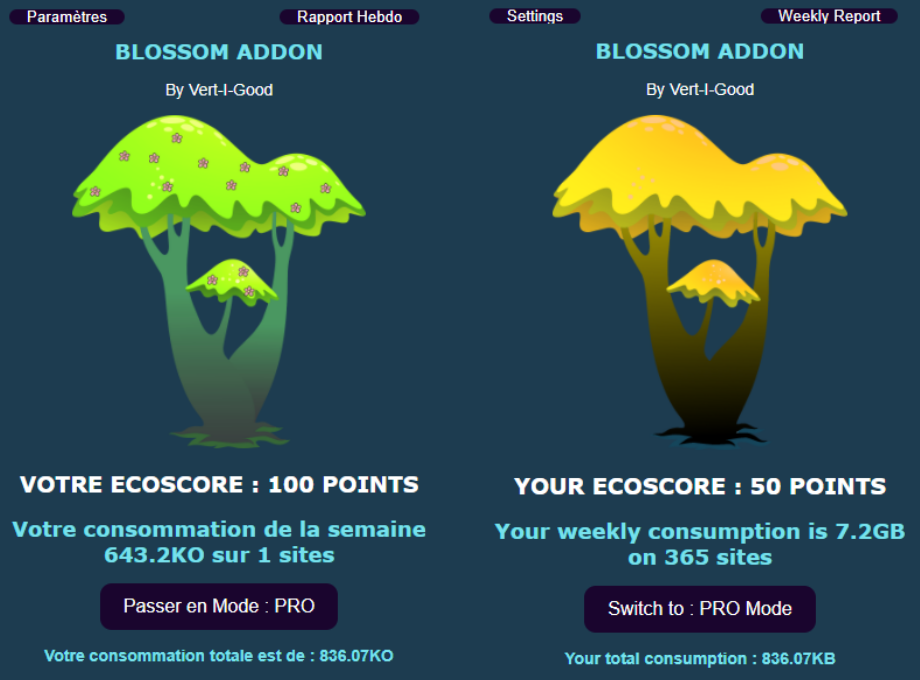 Paramètres
Rapport Hebdo
BLOSSOM ADDON
By Vert-I-Good
VOTRE ECOSCORE : 100 POINTS
Votre consommation de la semaine
643.2KO sur 1 sites
Passer en Mode : PRO
Votre consommation totale est de : 836.07KO
Settings
Weekly Report
BLOSSOM ADDON
By Vert-I-Good
YOUR ECOSCORE : 50 POINTS
Your weekly consumption is 7.2GB
on 365 sites
Switch to : PRO Mode
Your total consumption : 836.07KB